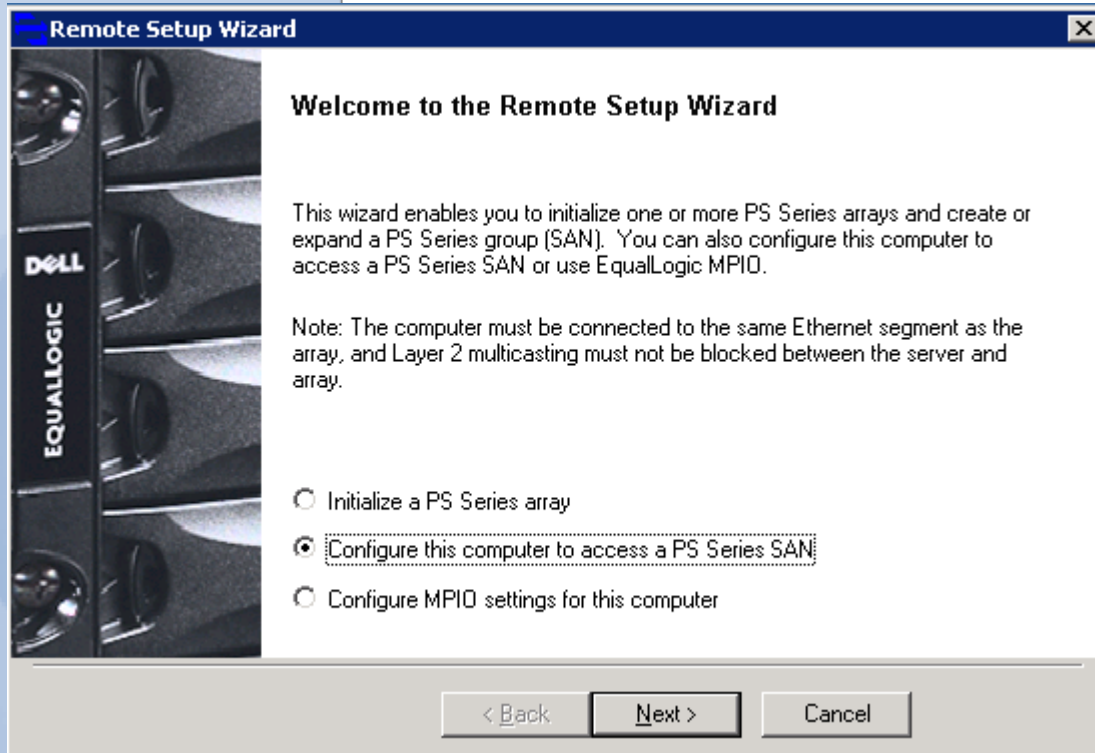 Remote Setup Wizard
Welcome to the Remote Setup Wizard
This wizard enables you to initialize one or more PS Series arrays and create or
expand a PS Series group (SAN). You can also configure this computer to
access a PS Series SAN or use EqualLogic MPIO.
Note: The computer must be connected to the same Ethernet segment as the
array, and Layer 2 multicasting must not be blocked between the server and
array.
DELL
EQUALLOGIC
Initialize a PS Series array
Configure this computer to access a PS Series SAN
Configure MPIO settings for this computer
< Back
Next >
Cancel